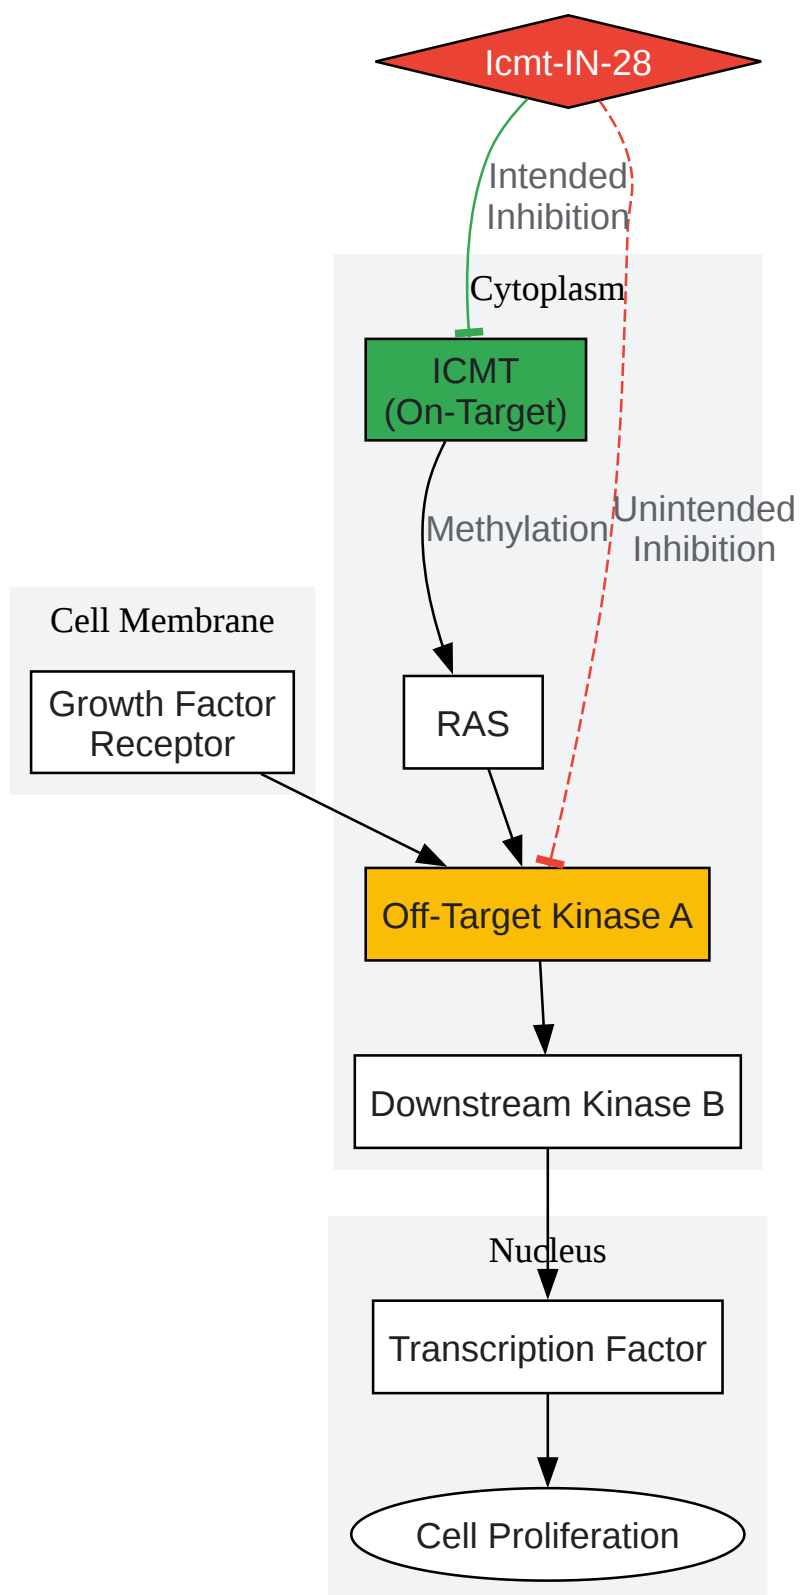 Icmt-IN-28
Intended
Inhibition
Cytoplasm
ICMT
(On-Target)
Methylation
Unintended
Inhibition
Cell Membrane
Growth Factor
Receptor
RAS
Off-Target Kinase A
Downstream Kinase B
Nucleus
Transcription Factor
Cell Proliferation